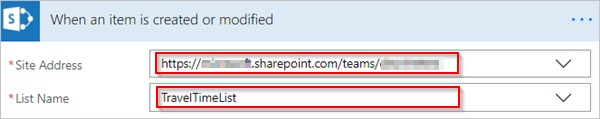 When an item is created or modified
* Site Address
https:// .sharepoint.com/teams/
* List Name
TravelTimeList